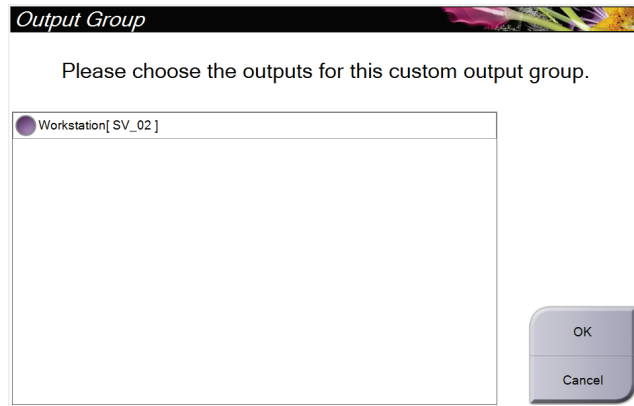 Output Group
Please choose the outputs for this custom output group.
Workstation[ SV_02 ]
OK
Cancel